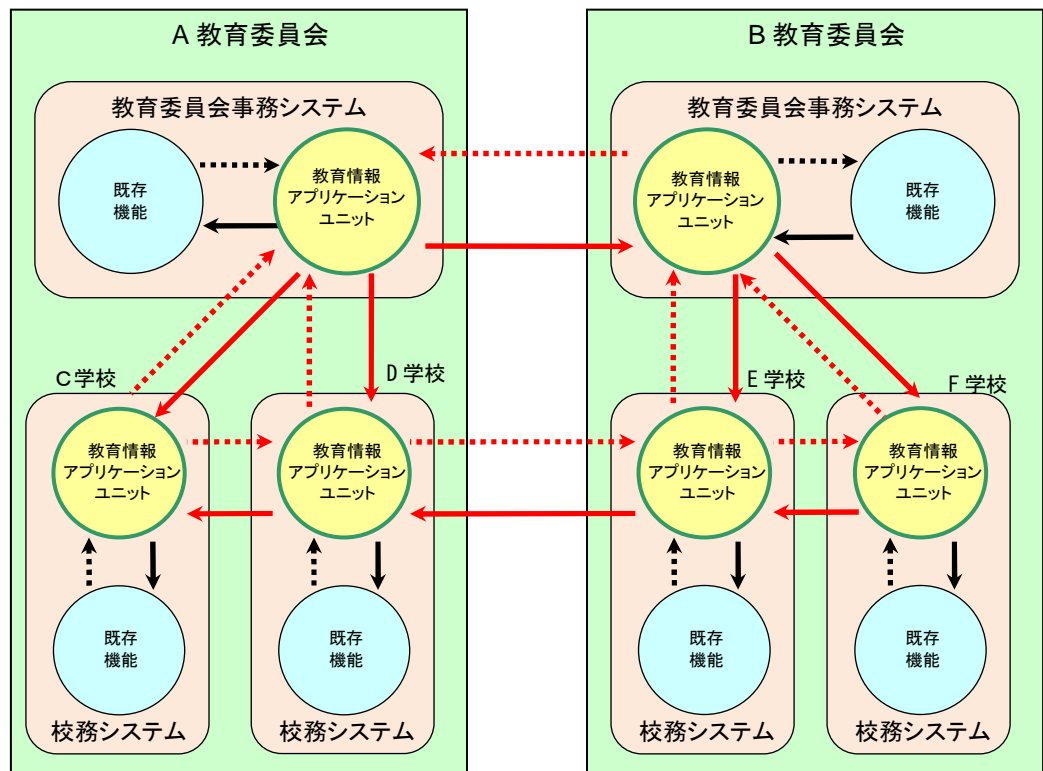 A 教育委員会
教育委員会事務システム
既存
機能
教育情報
アプリケーション
ユニット
C学校
D 学校
教育情報
アプリケーション
ユニット
既存
機能
校務システム
教育情報
アプリケーション
ユニット
既存
機能
校務システム
B 教育委員会
教育委員会事務システム
教育情報
アプリケーション
ユニット
既存
機能
E 学校
F 学校
教育情報
アプリケーション
ユニット
既存
機能
校務システム
教育情報
アプリケーション
ユニット
既存
機能
校務システム